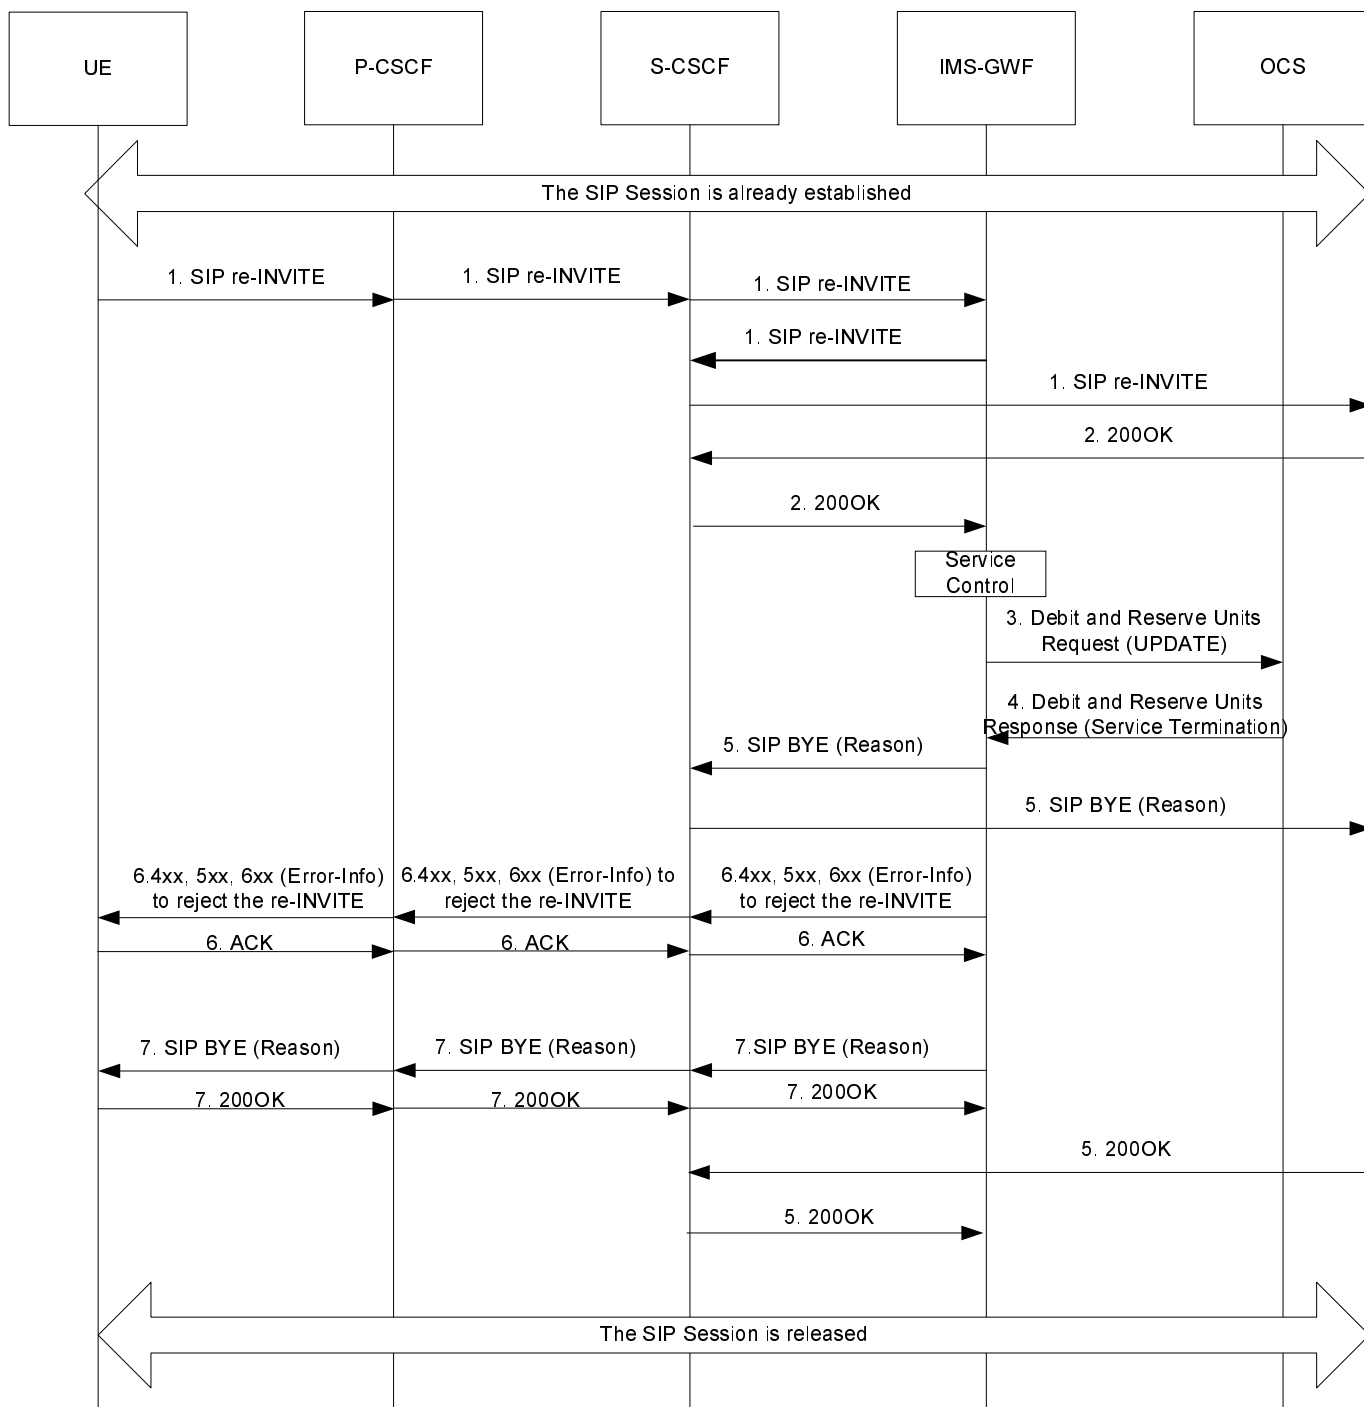 UE
P-CSCF
S-CSCF
IMS-GWF
OCS
The SIP Session is already established
1. SIP re-INVITE
1. SIP re-INVITE
1. SIP re-INVITE
1. SIP re-INVITE
1. SIP re-INVITE
2. 200OK
2. 200OK
Service
Control
3. Debit and Reserve Units
Request (UPDATE)
4. Debit and Reserve Units
Response (Service Termination)
5. SIP BYE (Reason)
5. SIP BYE (Reason)
6.4xx, 5xx, 6xx (Error-Info)
to reject the re-INVITE
6.4xx, 5xx, 6xx (Error-Info) to
reject the re-INVITE
6.4xx, 5xx, 6xx (Error-Info)
to reject the re-INVITE
6. ACK
6. ACK
6. ACK
7. SIP BYE (Reason)
7. SIP BYE (Reason)
7.SIP BYE (Reason)
7. 200OK
7. 200OK
7. 200OK
5. 200OK
5. 200OK
The SIP Session is released